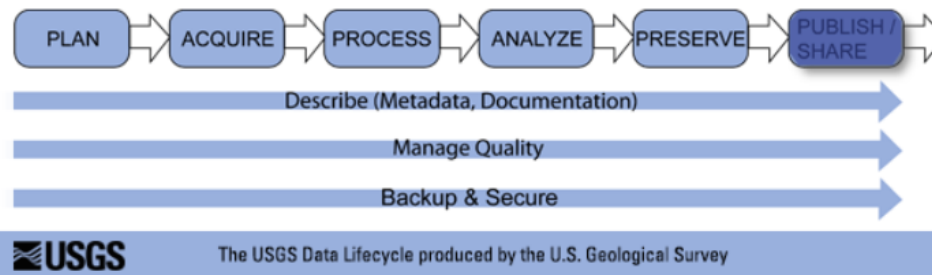 PLAN
ACQUIRE
PROCESS
ANALYZE
PRESERVE
PUBLISH /
SHARE
Describe (Metadata, Documentation)
Manage Quality
Backup & Secure
USGS
The USGS Data Lifecycle produced by the U.S. Geological Survey